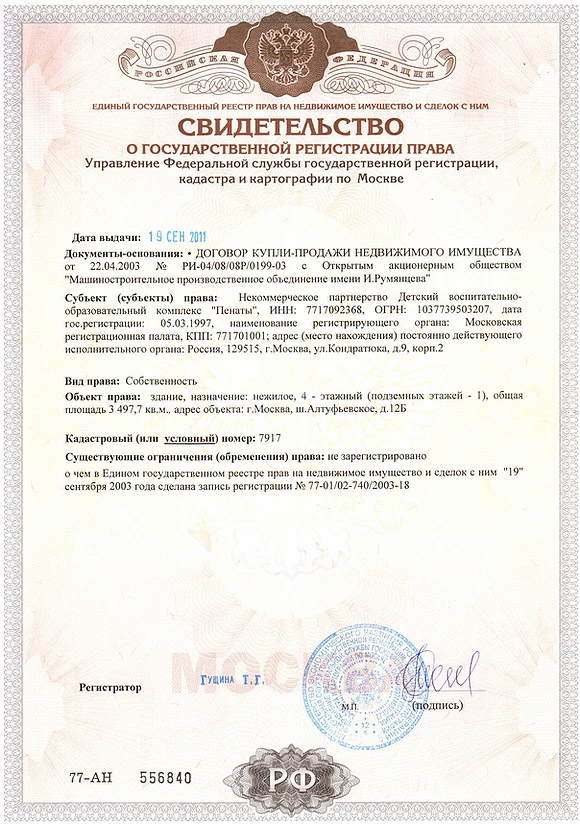 РОССИЙСКАЯ ФЕДЕРАЦИЯ
ЕДИНЫЙ ГОСУДАРСТВЕННЫЙ РЕЕСТР ПРАВ НА НЕДВИЖИМОЕ ИМУЩЕСТВО И СДЕЛОК С НИМ
СВИДЕТЕЛЬСТВО
О ГОСУДАРСТВЕННОЙ РЕГИСТРАЦИИ ПРАВА
Управление Федеральной службы государственной регистрации,
кадастра и картографии по Москве
Дата выдачи: 19 СЕН 2011
Документы-основания: • ДОГОВОР КУПЛИ-ПРОДАЖИ НЕДВИЖИМОГО ИМУЩЕСТВА
от 22.04.2003 № РИ-04/08/08Р/0199-03 с Открытым акционерным обществом
"Машиностроительное производственное объединение имени И.Румянцева"
Субъект (субъекты) права: Некоммерческое партнерство Детский воспитательно-
образовательный комплекс "Пенаты", ИНН: 7717092368, ОГРН: 1037739503207, дата
гос.регистрации: 05.03.1997, наименование регистрирующего органа: Московская
регистрационная палата, КПП: 771701001; адрес (место нахождения) постоянно действующего
исполнительного органа: Россия, 129515, г.Москва, ул.Кондратюка, д.9, корп.2
Вид права: Собственность
Объект права: здание, назначение: нежилое, 4 - этажный (подземных этажей - 1), общая
площадь 3 497,7 кв.м., адрес объекта: г.Москва, ш.Алтуфьевское, д.12Б
Кадастровый (или условный) номер: 7917
Существующие ограничения (обременения) права: не зарегистрировано
о чем в Едином государственном реестре прав на недвижимое имущество и сделок с ним "19"
сентября 2003 года сделана запись регистрации № 77-01/02-740/2003-18
МОС
Регистратор ГУЩИНА Т.Г.
М.П. (подпись)
77-АН 556840
РФ